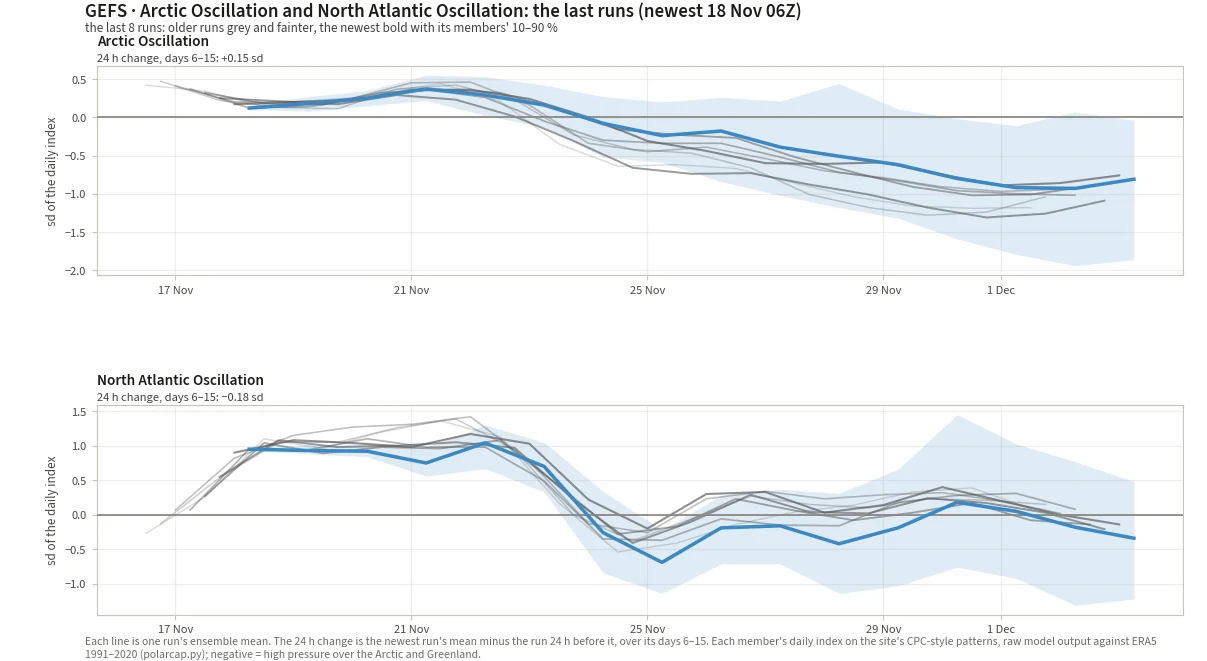 GEFS · Arctic Oscillation and North Atlantic Oscillation: the last runs (newest 18 Nov 06Z)
the last 8 runs: older runs grey and fainter, the newest bold with its members' 10–90 %
Arctic Oscillation
24 h change, days 6–15: +0.15 sd
sd of the daily index
0.5
0.0
−0.5
−1.0
−1.5
−2.0
17 Nov 21 Nov 25 Nov 29 Nov 1 Dec
North Atlantic Oscillation
24 h change, days 6–15: −0.18 sd
sd of the daily index
1.5
1.0
0.5
0.0
−0.5
−1.0
17 Nov 21 Nov 25 Nov 29 Nov 1 Dec
Each line is one run's ensemble mean. The 24 h change is the newest run's mean minus the run 24 h before it, over its days 6–15. Each member's daily index on the site's CPC-style patterns, raw model output against ERA5
1991–2020 (polarcap.py); negative = high pressure over the Arctic and Greenland.